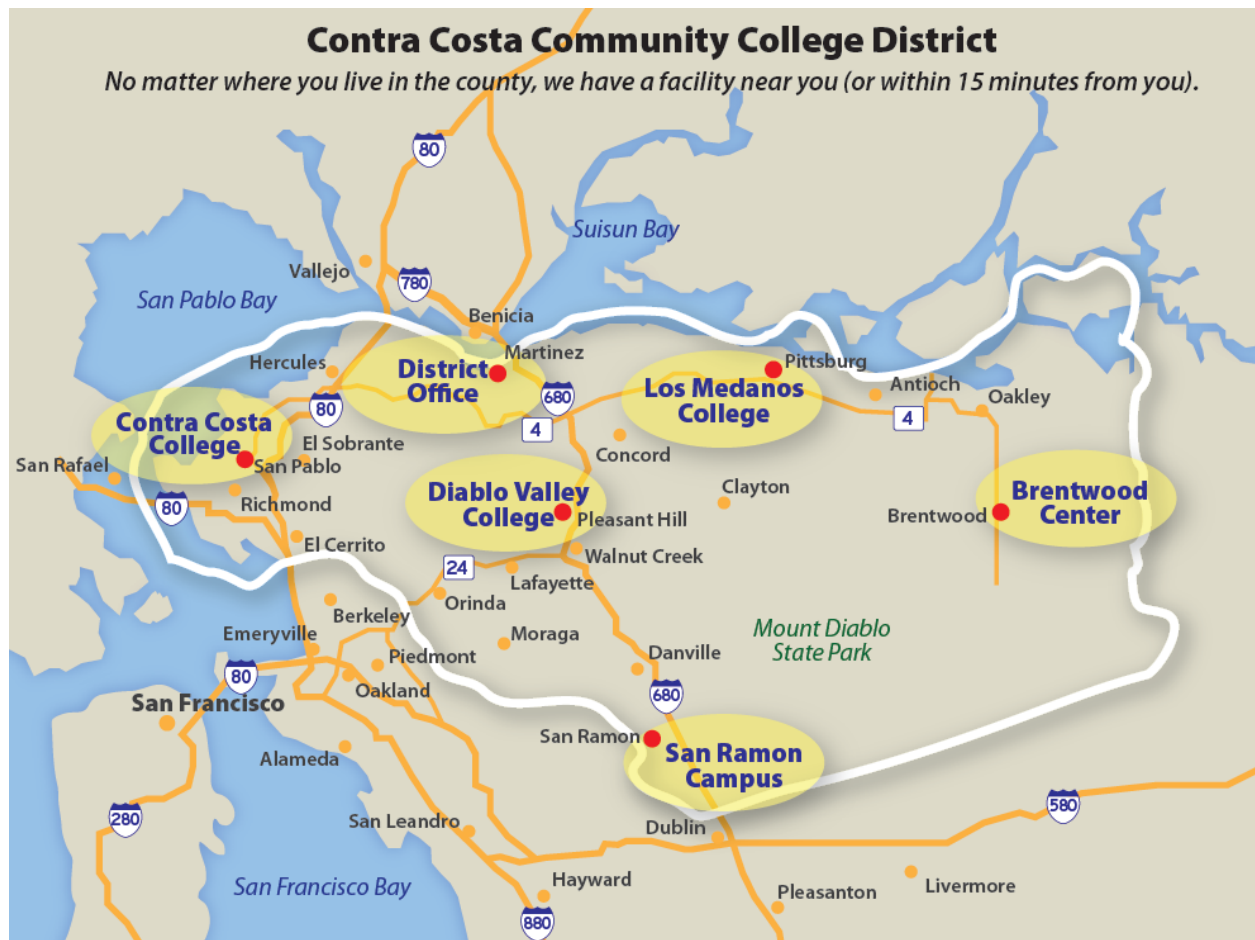 Contra Costa Community College District
No matter where you live in the county, we have a facility near you (or within 15 minutes from you).
80
Suisun Bay
Vallejo
780
San Pablo Bay
Benicia
Martinez
Hercules
District
Office
Pittsburg
Los Medanos
College
Antioch
680
80
4
4
Oakley
Contra Costa
College
El Sobrante
San Pablo
San Rafael
Concord
Richmond
80
Diablo Valley
College
Pleasant Hill
Clayton
Brentwood
Brentwood
Center
El Cerrito
Walnut Creek
24
Lafayette
Orinda
Berkeley
Emeryville
Moraga
Mount Diablo
State Park
Piedmont
Danville
80
Oakland
680
San Francisco
San Ramon
San Ramon
Campus
Alameda
280
San Leandro
Dublin
580
San Francisco Bay
Hayward
Pleasanton
Livermore
880